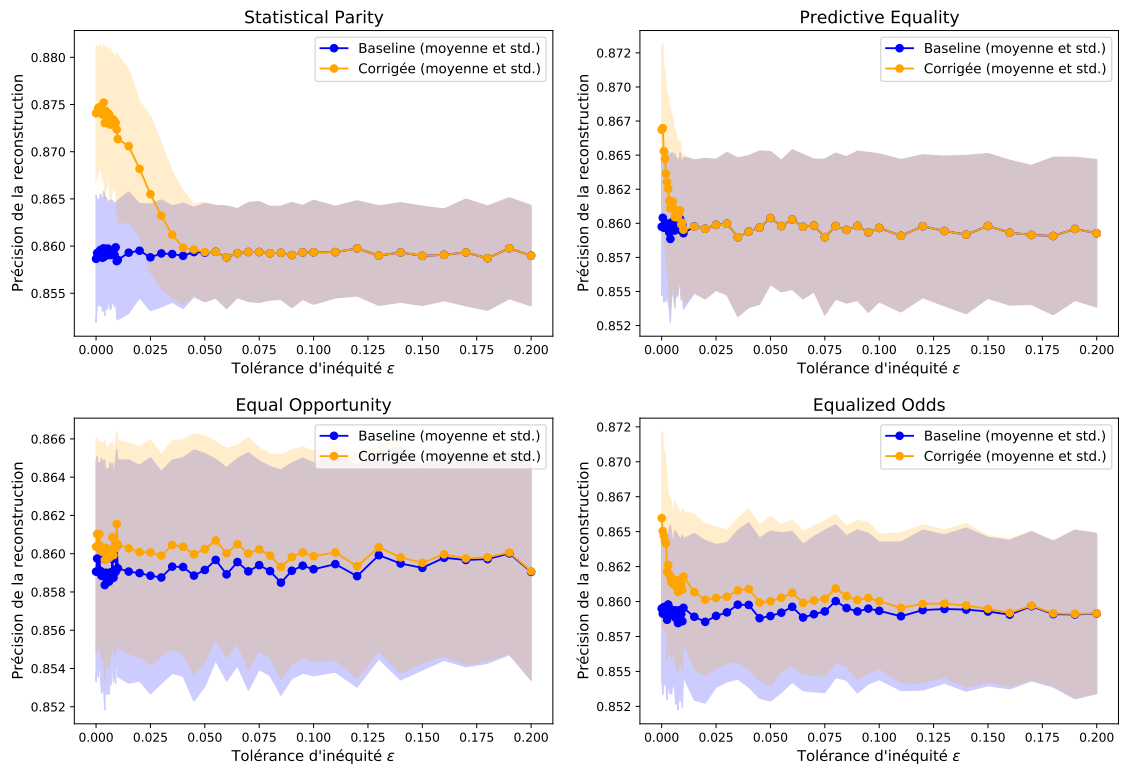 Statistical Parity
Précision de la reconstruction
0.880
0.875
0.870
0.865
0.860
0.855
Baseline (moyenne et std.)
Corrigée (moyenne et std.)
0.000 0.025 0.050 0.075 0.100 0.125 0.150 0.175 0.200
Tolérance d'inéquité ε
Predictive Equality
Précision de la reconstruction
0.872
0.870
0.867
0.865
0.862
0.860
0.857
0.855
0.852
Baseline (moyenne et std.)
Corrigée (moyenne et std.)
0.000 0.025 0.050 0.075 0.100 0.125 0.150 0.175 0.200
Tolérance d'inéquité ε
Equal Opportunity
Précision de la reconstruction
0.866
0.864
0.862
0.860
0.858
0.856
0.854
0.852
Baseline (moyenne et std.)
Corrigée (moyenne et std.)
0.000 0.025 0.050 0.075 0.100 0.125 0.150 0.175 0.200
Tolérance d'inéquité ε
Equalized Odds
Précision de la reconstruction
0.872
0.870
0.867
0.865
0.862
0.860
0.857
0.855
0.852
Baseline (moyenne et std.)
Corrigée (moyenne et std.)
0.000 0.025 0.050 0.075 0.100 0.125 0.150 0.175 0.200
Tolérance d'inéquité ε